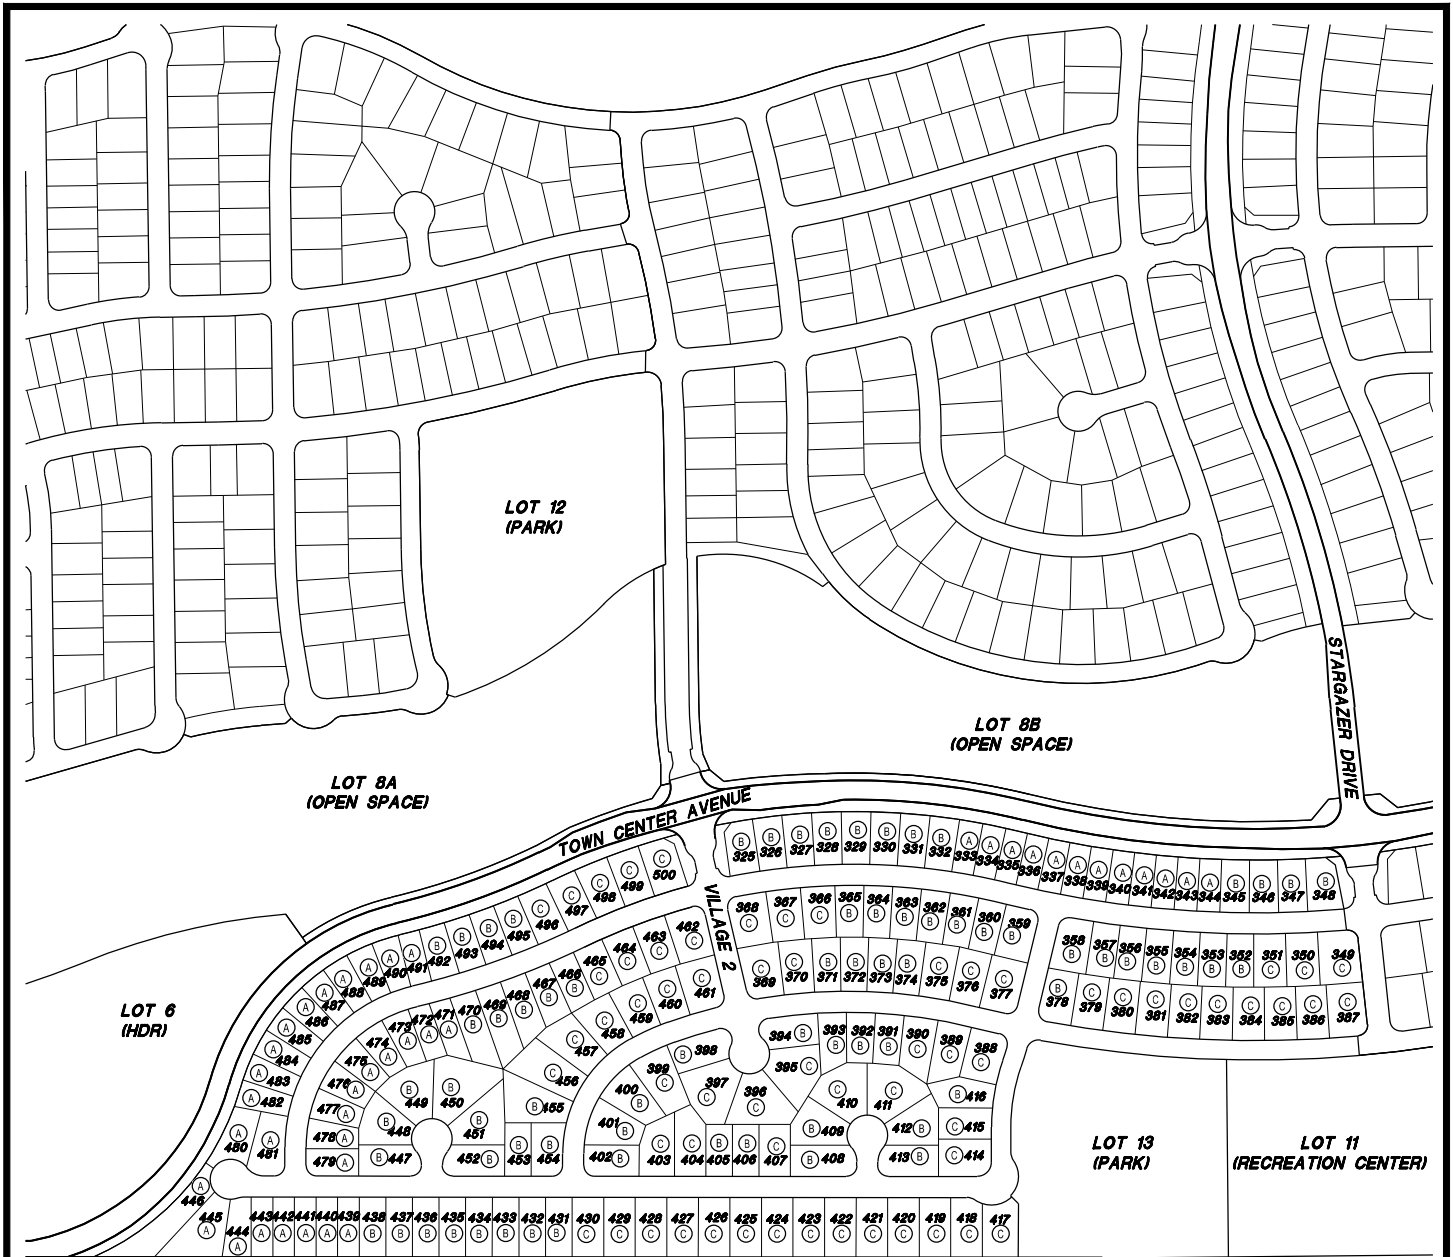 LOT 12
(PARK)
STARGAZER DRIVE
LOT 8B
(OPEN SPACE)
LOT 8A
(OPEN SPACE)
TOWN CENTER AVENUE
VILLAGE 2
LOT 6
(HDR)
LOT 13
(PARK)
LOT 11
(RECREATION CENTER)
B B B B B B B B A A A A A A A A A A A A B B B B
325 326 327 328 329 330 331 332 333 334 335 336 337 338 339 340 341 342 343 344 345 346 347 348
C C C C
500 499 498 497 496
C
B B B B A A A A A A A A A A A A
495 494 493 492 491 490 489 488 487 486 485 484 483 482 480 481
368 367 366 365 364 363 362 361 360 359
C C C B B B B B B B
C C B B B B C C C
369 370 371 372 373 374 375 376 377
358 357 356 355 354 353 352 351 350 349
B B B B B B B C C C
B C C C C C C C C C
378 379 380 381 382 383 384 385 386 387
462 463 464 465 466 467 468 469 470 471 472 473 474 475 476 477 478 479
C C C C B B B B B A A A A A A A A A
C C C C C C
461 460 459 458 457 456
B 455
B B
453 454
B B
449 450
B B
448 451
B 447 452 B
B 398
399 C
400 B
401 B
402 B
C C B B C
403 404 405 406 407
397 C
396 C
394 B
395 C
393 392 391 390 389 388
B B B C C C
C C
410 411
B 409 412 B
B 408 413 B
B 416
C 415
C 414
A
446
445
A
444
A
443 442 441 440 439 438 437 436 435 434 433 432 431 430 429 428 427 426 425 424 423 422 421 420 419 418 417
A A A A A B B B B B B B B C C C C C C C C C C C C C C